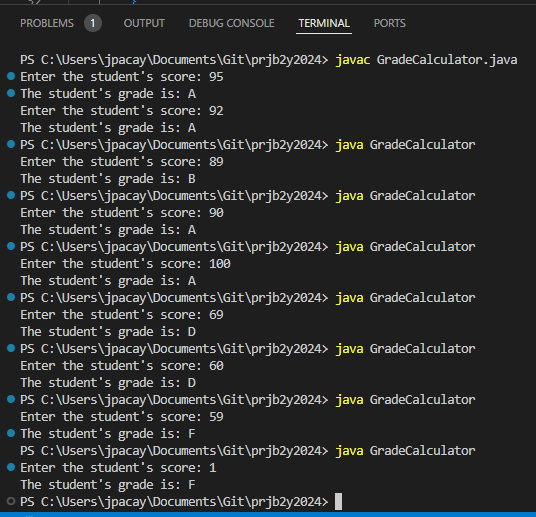 PROBLEMS 1 OUTPUT DEBUG CONSOLE TERMINAL PORTS
PS C:\Users\jpacay\Documents\Git\prjb2y2024> javac GradeCalculator.java
Enter the student's score: 95
The student's grade is: A
Enter the student's score: 92
The student's grade is: A
PS C:\Users\jpacay\Documents\Git\prjb2y2024> java GradeCalculator
Enter the student's score: 89
The student's grade is: B
PS C:\Users\jpacay\Documents\Git\prjb2y2024> java GradeCalculator
Enter the student's score: 90
The student's grade is: A
PS C:\Users\jpacay\Documents\Git\prjb2y2024> java GradeCalculator
Enter the student's score: 100
The student's grade is: A
PS C:\Users\jpacay\Documents\Git\prjb2y2024> java GradeCalculator
Enter the student's score: 69
The student's grade is: D
PS C:\Users\jpacay\Documents\Git\prjb2y2024> java GradeCalculator
Enter the student's score: 60
The student's grade is: D
PS C:\Users\jpacay\Documents\Git\prjb2y2024> java GradeCalculator
Enter the student's score: 59
The student's grade is: F
PS C:\Users\jpacay\Documents\Git\prjb2y2024> java GradeCalculator
Enter the student's score: 1
The student's grade is: F
PS C:\Users\jpacay\Documents\Git\prjb2y2024>